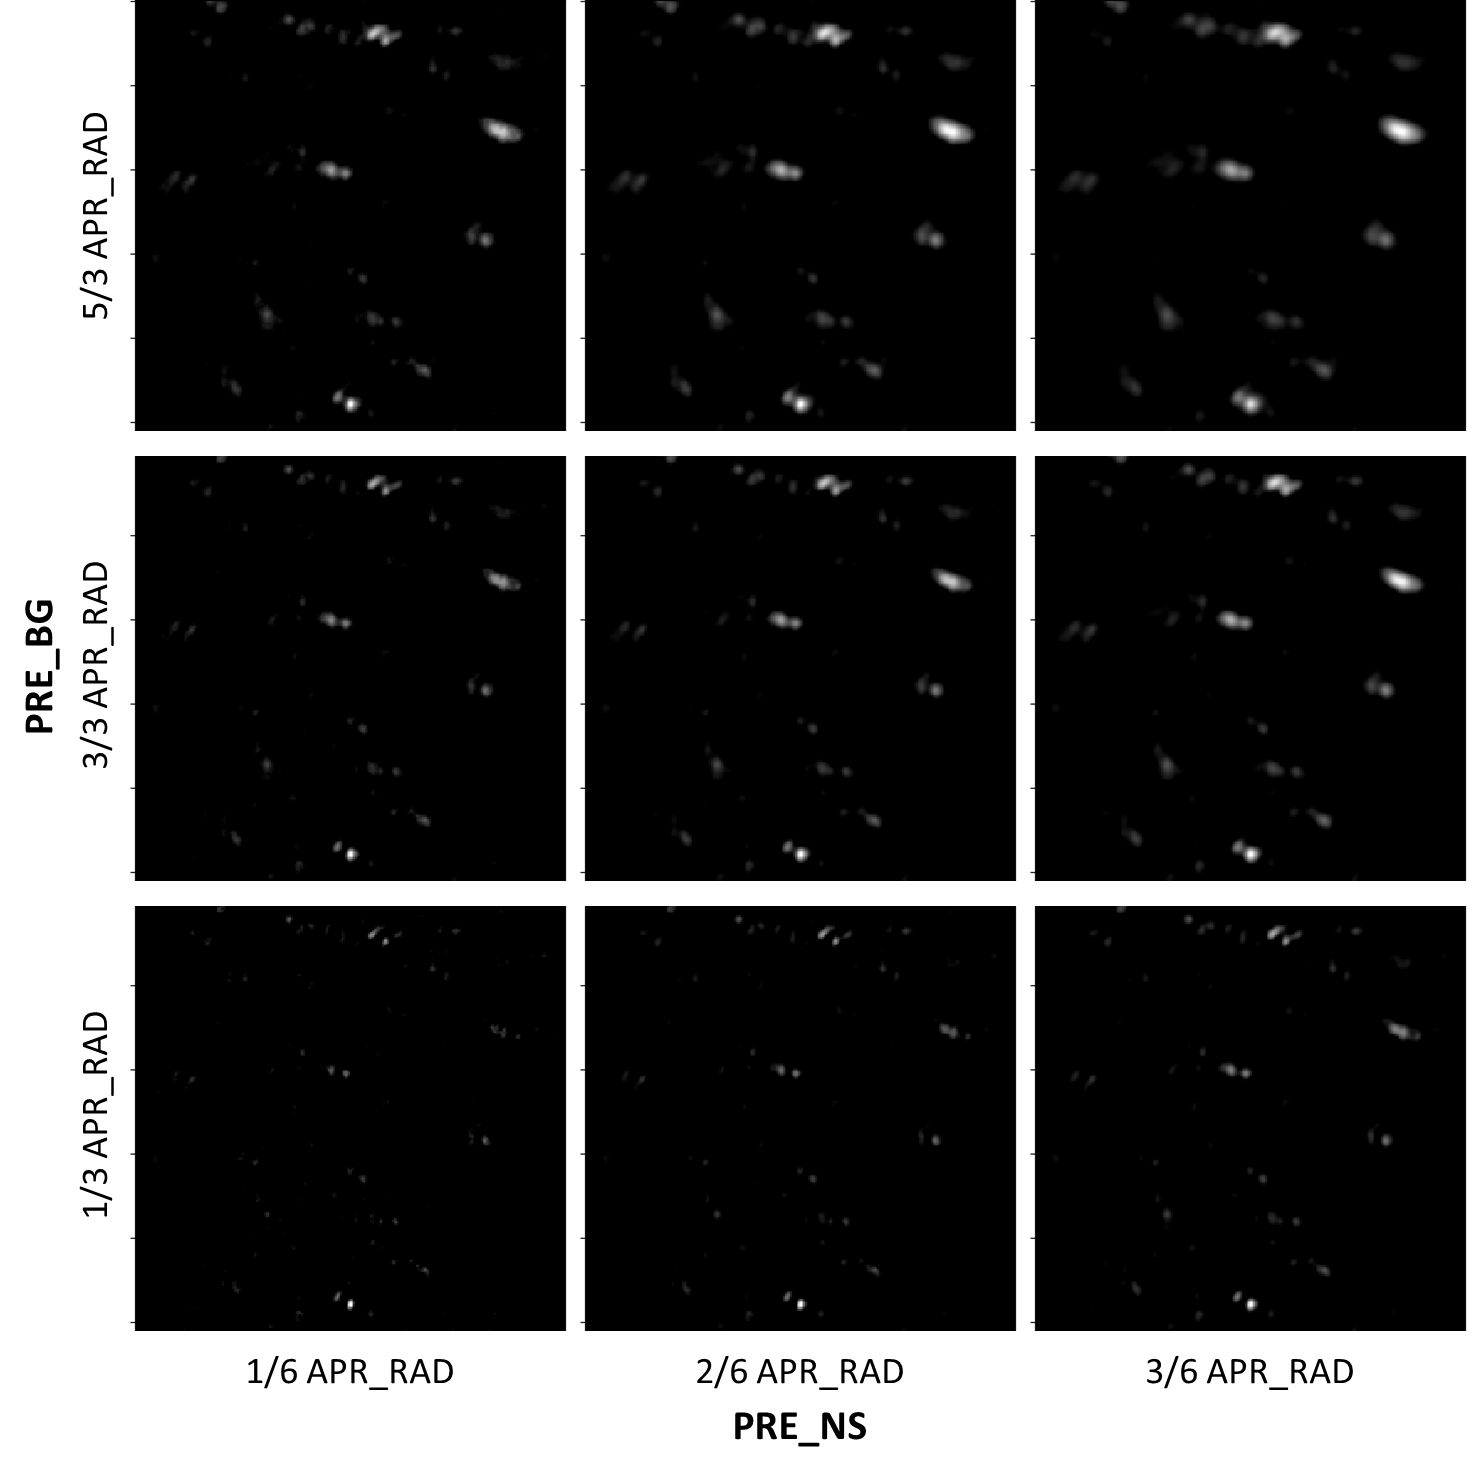 PRE_BG
5/3 APR_RAD
3/3 APR_RAD
1/3 APR_RAD
1/6 APR_RAD
2/6 APR_RAD
3/6 APR_RAD
PRE_NS